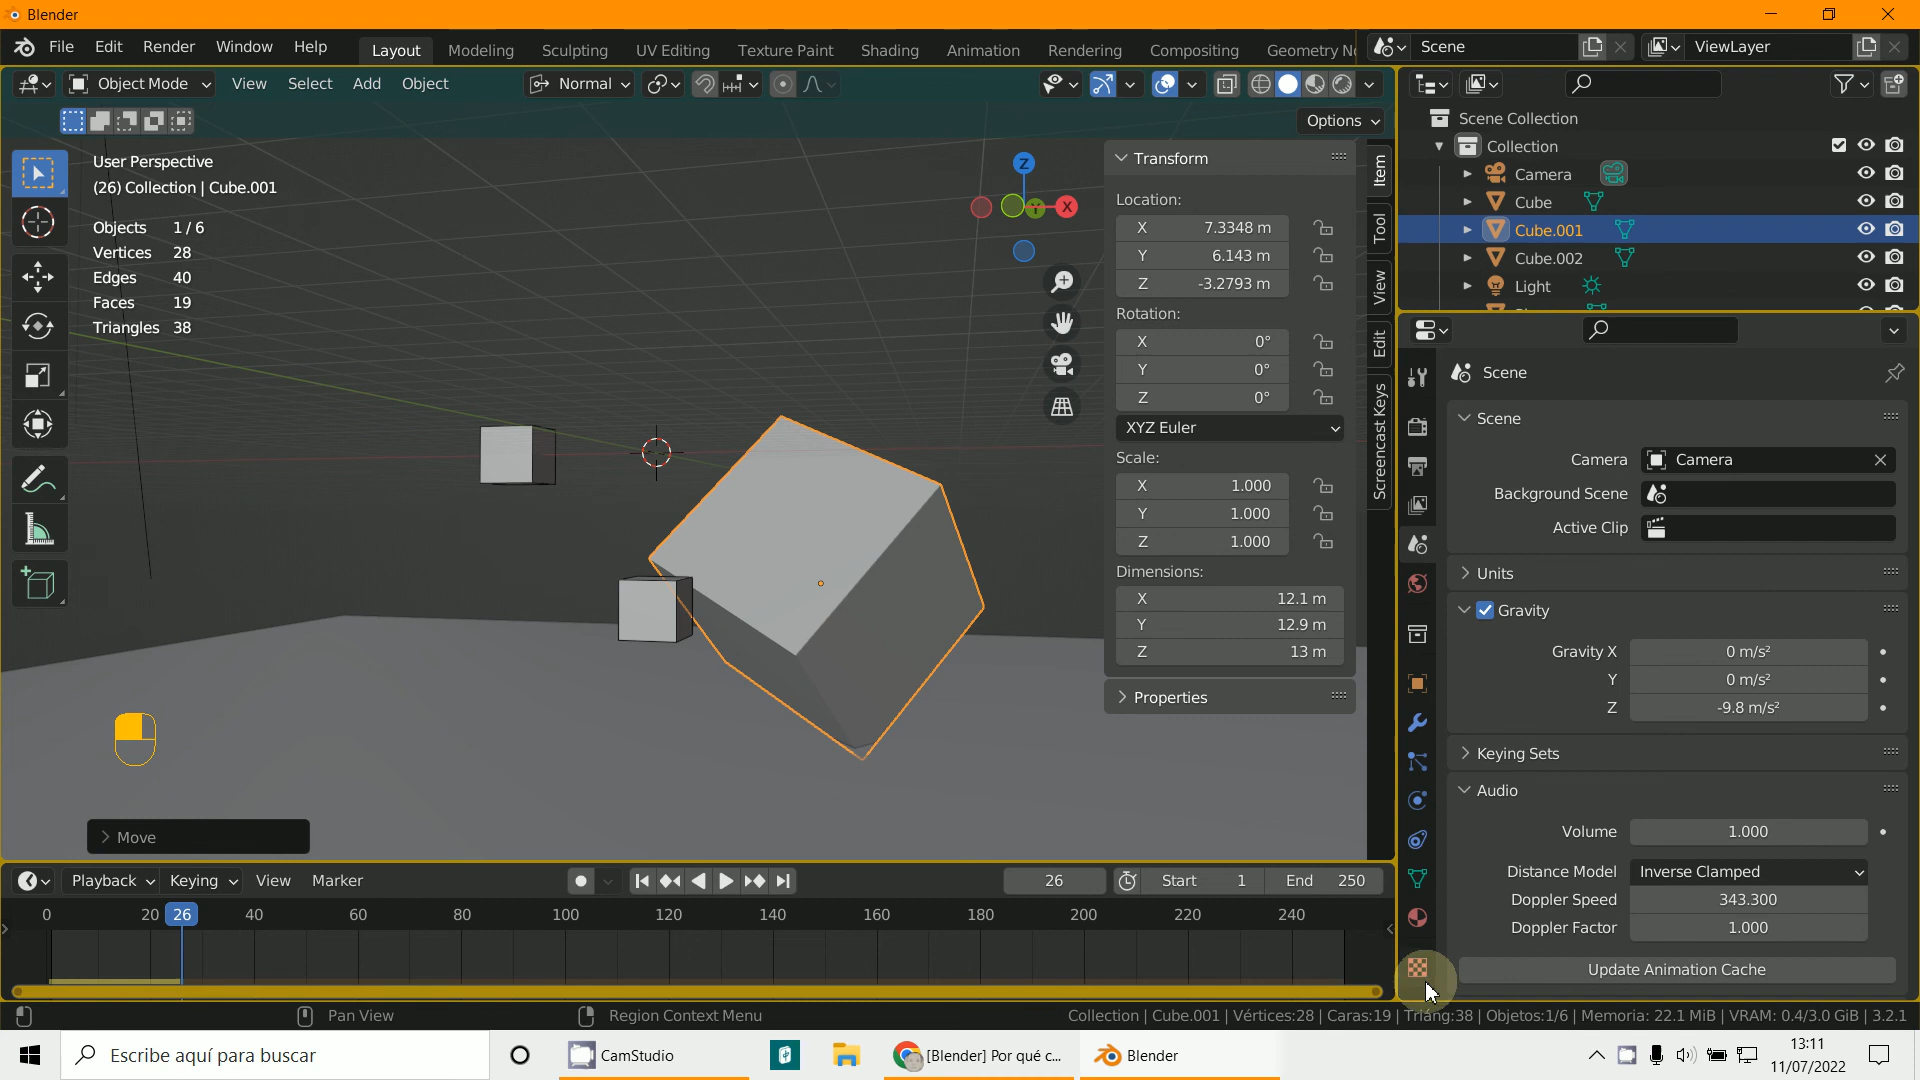 Blender
File Edit Render Window Help Layout Modeling Sculpting UV Editing Texture Paint Shading Animation Rendering Compositing Geometry No Scene ViewLayer
Object Mode View Select Add Object Normal
Options
User Perspective
(26) Collection | Cube.001
Objects 1/6
Vertices 28
Edges 40
Faces 19
Triangles 38
Z
Y
X
Move
Transform
Location:
X 7.3348 m
Y 6.143 m
Z -3.2793 m
Rotation:
X 0°
Y 0°
Z 0°
XYZ Euler
Scale:
X 1.000
Y 1.000
Z 1.000
Dimensions:
X 12.1 m
Y 12.9 m
Z 13 m
Properties
Item
Tool
View
Edit
Screencast Keys
Scene Collection
Collection
Camera
Cube
Cube.001
Cube.002
Light
Scene
Scene
Camera Camera
Background Scene
Active Clip
Units
Gravity
Gravity X 0 m/s²
Y 0 m/s²
Z -9.8 m/s²
Keying Sets
Audio
Volume 1.000
Distance Model Inverse Clamped
Doppler Speed 343.300
Doppler Factor 1.000
Update Animation Cache
Playback Keying View Marker 26 Start 1 End 250
0 20 26 40 60 80 100 120 140 160 180 200 220 240
Pan View Region Context Menu Collection | Cube.001 | Vértices:28 | Caras:19 | Triáng:38 | Objetos:1/6 | Memoria: 22.1 MiB | VRAM: 0.4/3.0 GiB | 3.2.1
Escribe aquí para buscar CamStudio [Blender] Por qué c... Blender
13:11
11/07/2022